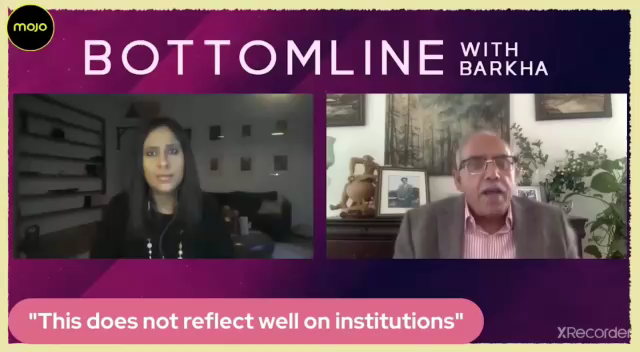 mojo
BOTTOMLINE WITH
BARKHA
"This does not reflect well on institutions"
XRecorder